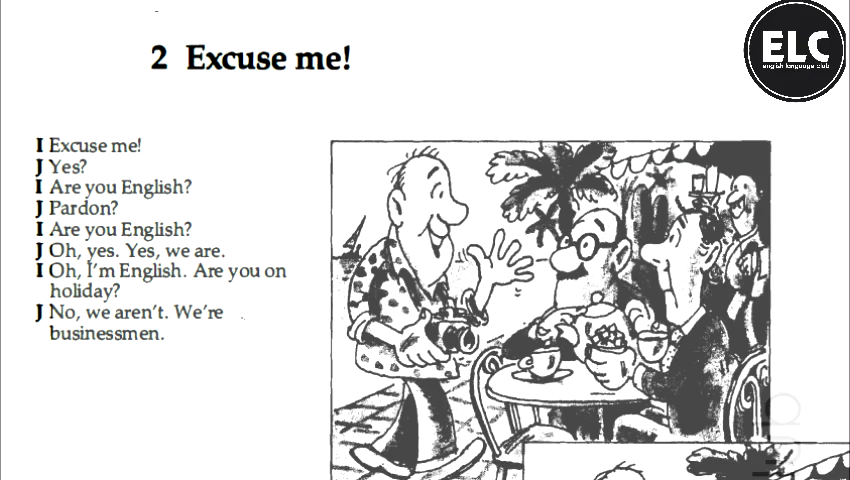 ELC
english language club
2 Excuse me!
I Excuse me!
J Yes?
I Are you English?
J Pardon?
I Are you English?
J Oh, yes. Yes, we are.
I Oh, I’m English. Are you on
holiday?
J No, we aren’t. We’re
businessmen.